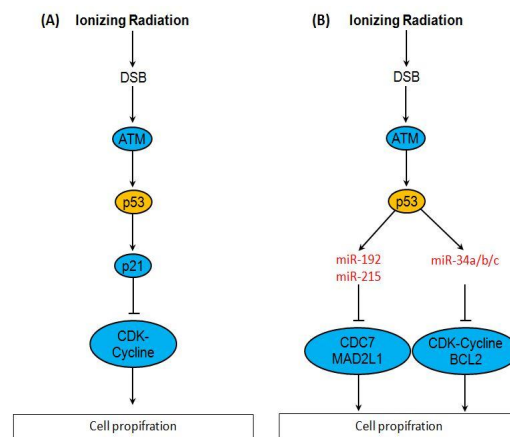 (A) Ionizing Radiation
DSB
ATM
p53
p21
CDK-
Cycline
Cell propifration
(B) Ionizing Radiation
DSB
ATM
p53
miR-192
miR-215
miR-34a/b/c
CDC7
MAD2L1
CDK-Cycline
BCL2
Cell propifration